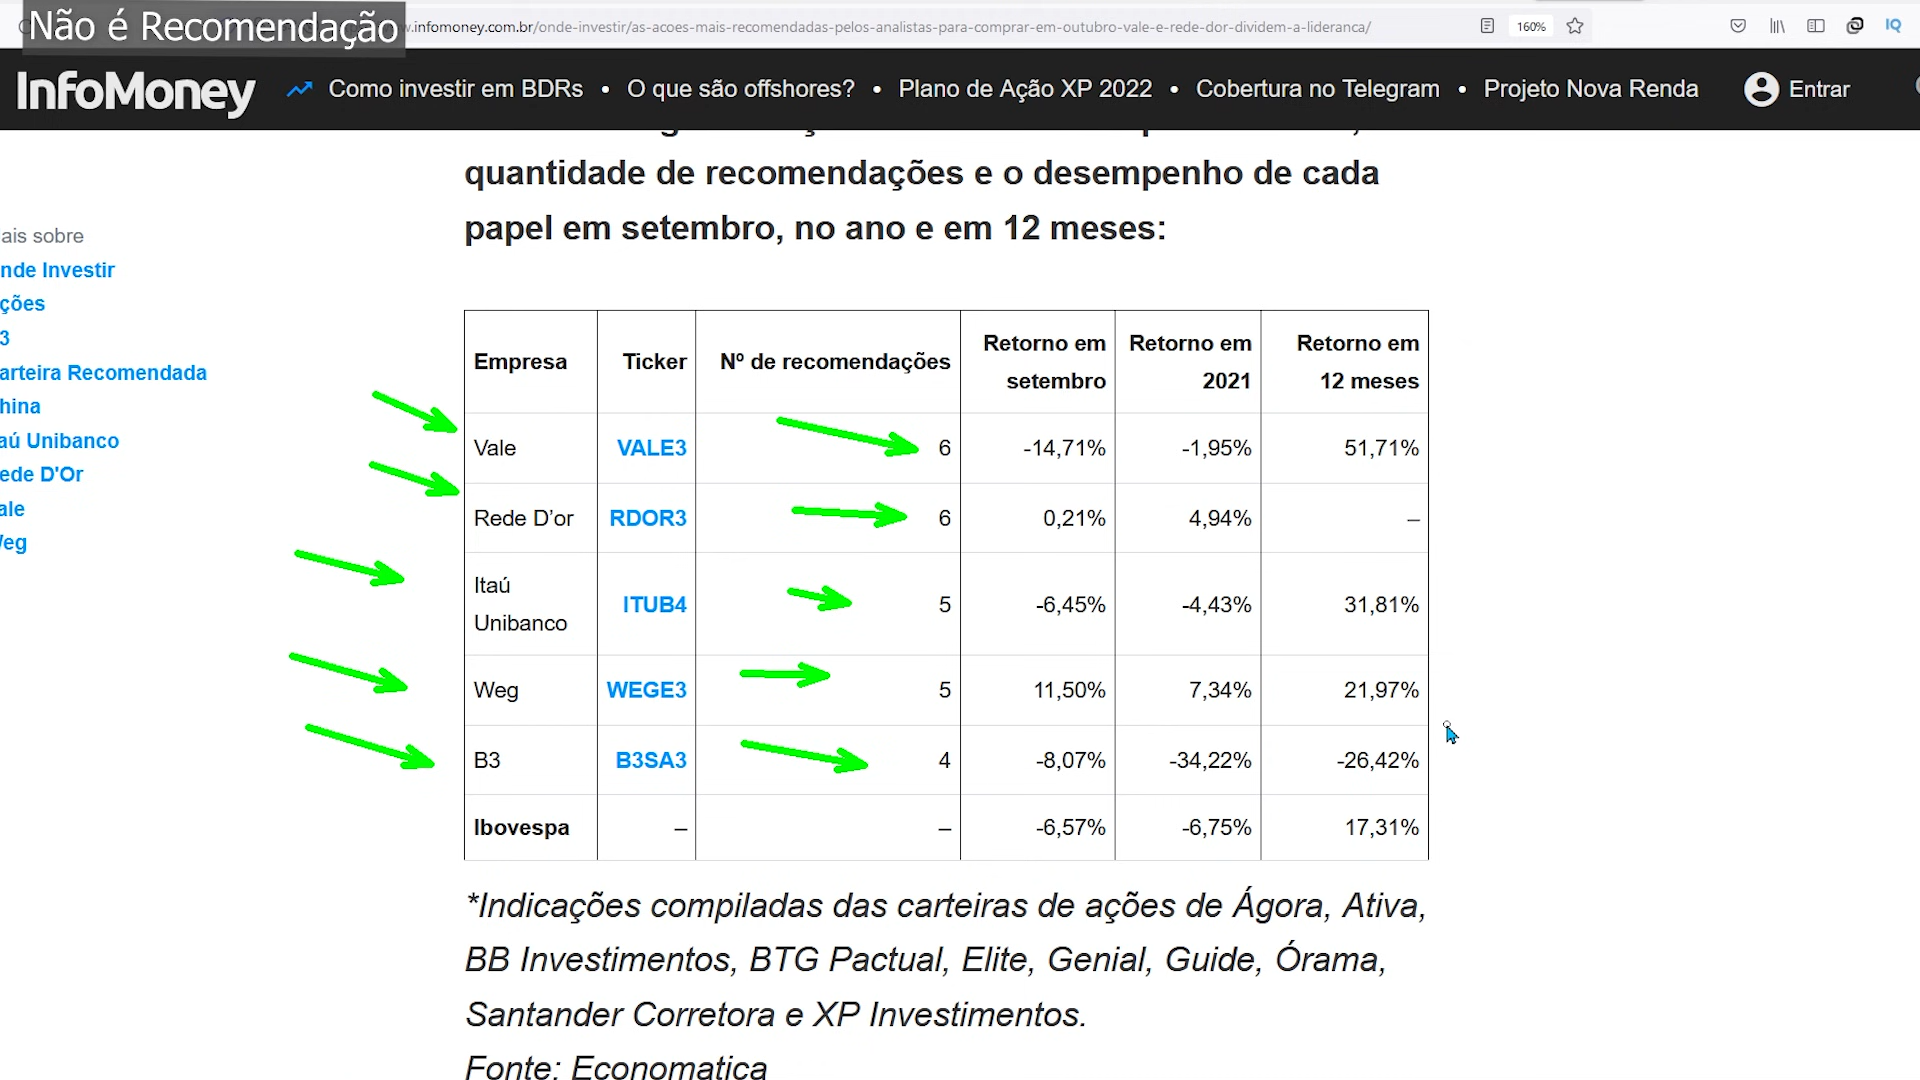 Não é Recomendação
.infomoney.com.br/onde-investir/as-acoes-mais-recomendadas-pelos-analistas-para-comprar-em-outubro-vale-e-rede-dor-dividem-a-lideranca/
160%
IQ
InfoMoney
Como investir em BDRs • O que são offshores? • Plano de Ação XP 2022 • Cobertura no Telegram • Projeto Nova Renda
Entrar
quantidade de recomendações e o desempenho de cada
papel em setembro, no ano e em 12 meses:
ais sobre
nde Investir
ções
3
arteira Recomendada
hina
aú Unibanco
ede D'Or
ale
eg
Empresa Ticker Nº de recomendações Retorno em setembro Retorno em 2021 Retorno em 12 meses
Vale VALE3 6 -14,71% -1,95% 51,71%
Rede D’or RDOR3 6 0,21% 4,94% –
Itaú Unibanco ITUB4 5 -6,45% -4,43% 31,81%
Weg WEGE3 5 11,50% 7,34% 21,97%
B3 B3SA3 4 -8,07% -34,22% -26,42%
Ibovespa – – -6,57% -6,75% 17,31%
*Indicações compiladas das carteiras de ações de Ágora, Ativa,
BB Investimentos, BTG Pactual, Elite, Genial, Guide, Órama,
Santander Corretora e XP Investimentos.
Fonte: Economatica